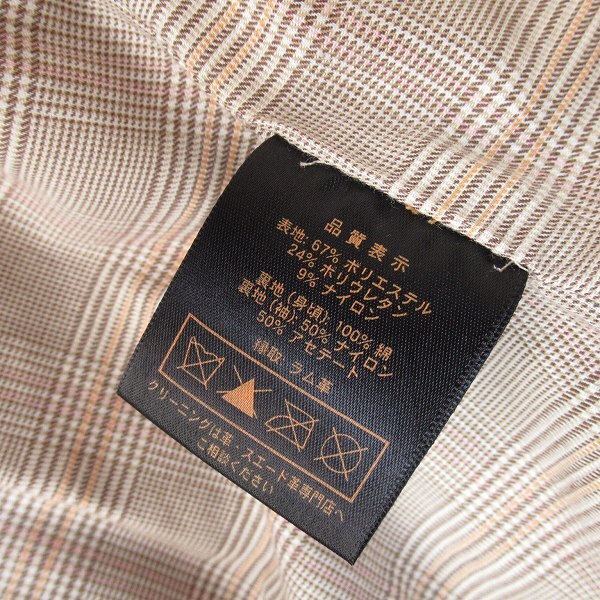 品質表示
表地: 67% ポリエステル
24% ポリウレタン
9% ナイロン
裏地 (身頃): 100% 綿
裏地 (袖): 50% ナイロン
50% アセテート
縁取: ラム革
クリーニングは革、スエード革専門店へ
ご相談ください